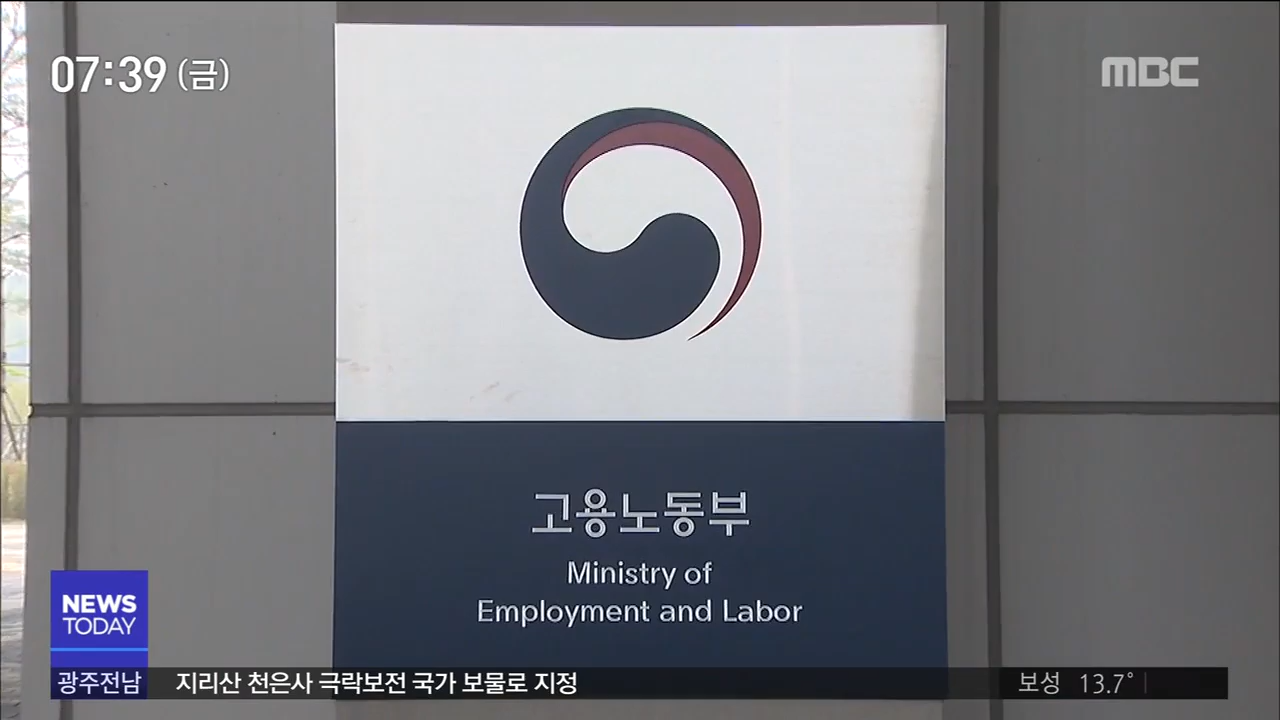 07:39 (금)
MBC
고용노동부
Ministry of
Employment and Labor
NEWS
TODAY
광주전남 지리산 천은사 극락보전 국가 보물로 지정 보성 13.7°